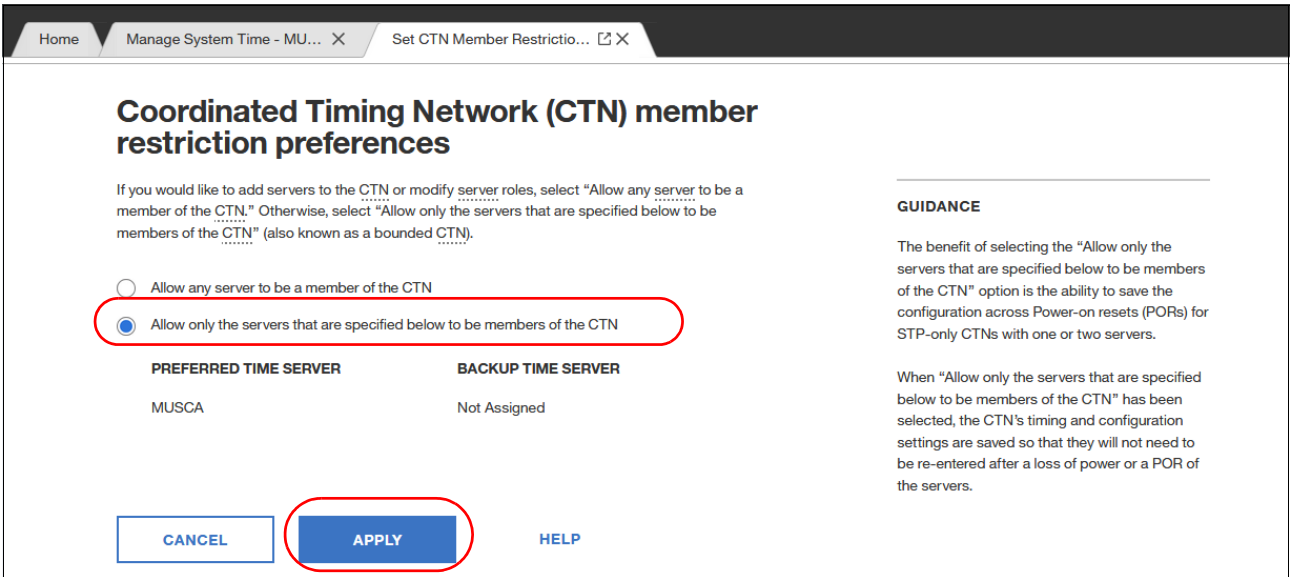 Home
Manage System Time - MU...
Set CTN Member Restrictio...
Coordinated Timing Network (CTN) member
restriction preferences
If you would like to add servers to the CTN or modify server roles, select “Allow any server to be a
member of the CTN.” Otherwise, select “Allow only the servers that are specified below to be
members of the CTN” (also known as a bounded CTN).
Allow any server to be a member of the CTN
Allow only the servers that are specified below to be members of the CTN
PREFERRED TIME SERVER
BACKUP TIME SERVER
MUSCA
Not Assigned
CANCEL
APPLY
HELP
GUIDANCE
The benefit of selecting the “Allow only the
servers that are specified below to be members
of the CTN” option is the ability to save the
configuration across Power-on resets (PORs) for
STP-only CTNs with one or two servers.
When “Allow only the servers that are specified
below to be members of the CTN” has been
selected, the CTN’s timing and configuration
settings are saved so that they will not need to
be re-entered after a loss of power or a POR of
the servers.